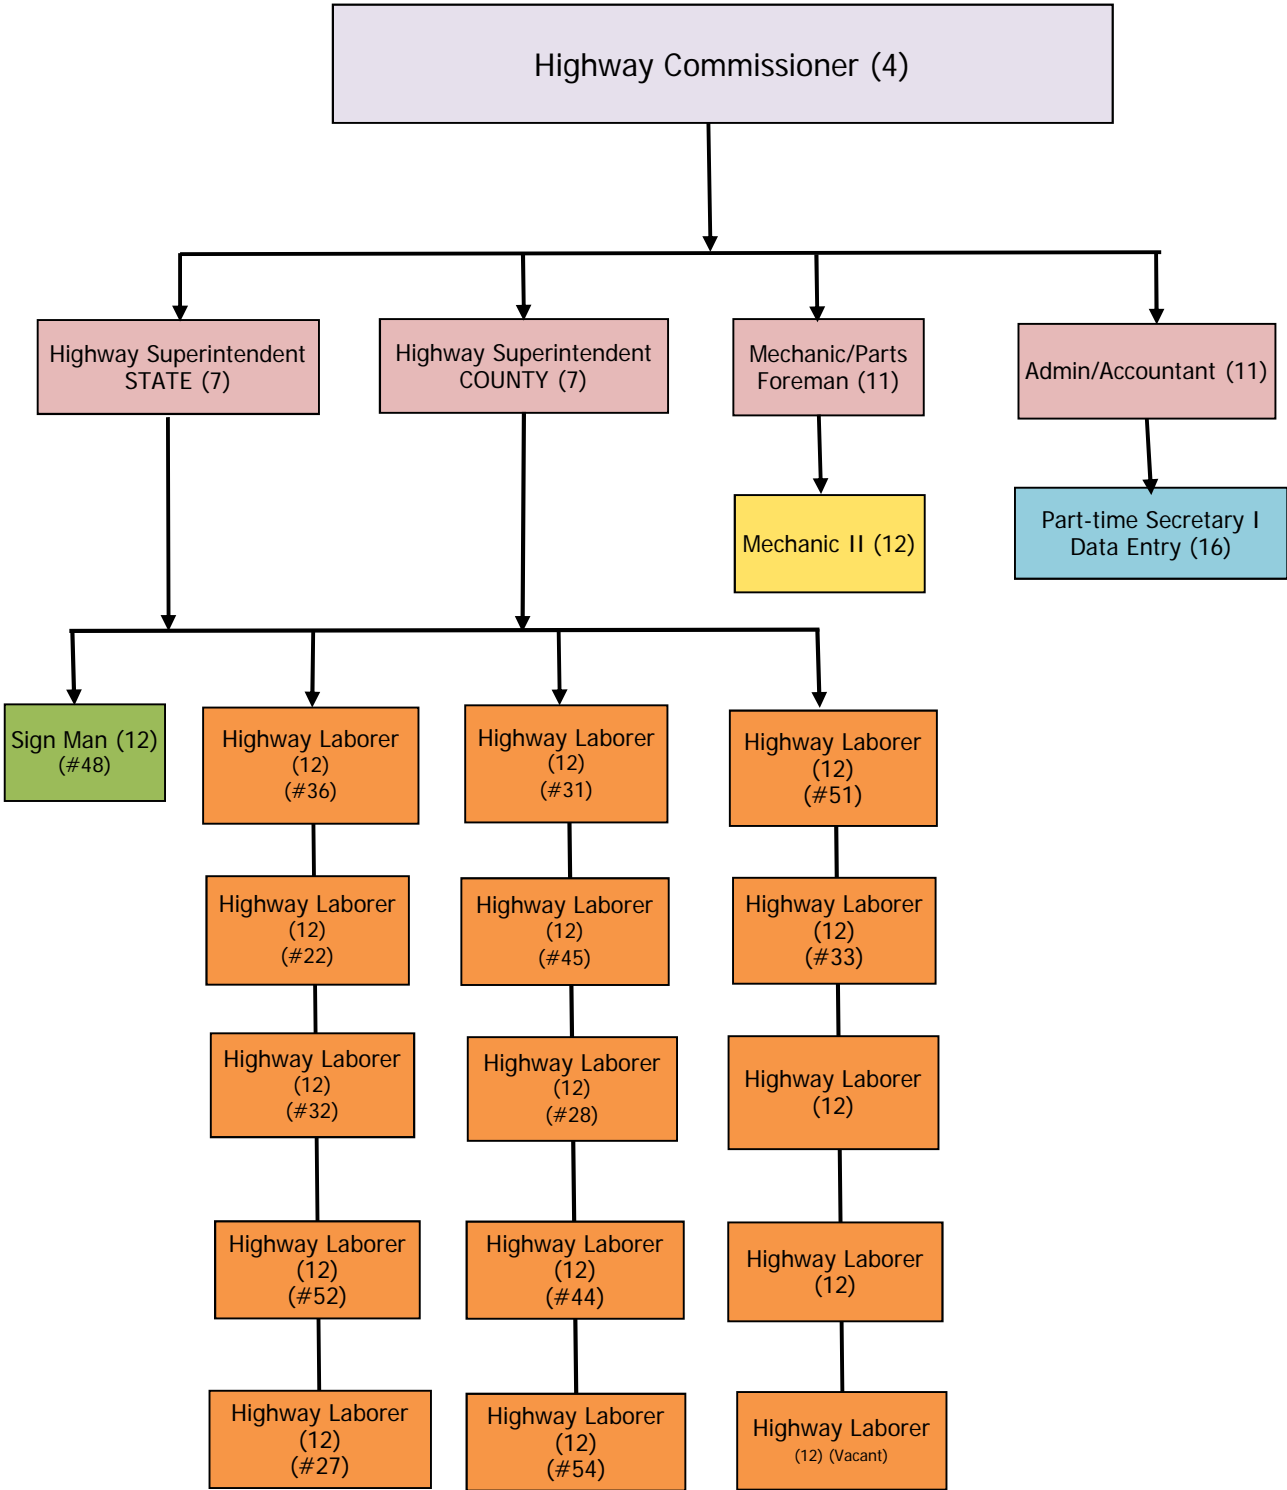 Highway Commissioner (4)
Highway Superintendent
STATE (7)
Highway Superintendent
COUNTY (7)
Mechanic/Parts
Foreman (11)
Admin/Accountant (11)
Mechanic II (12)
Part-time Secretary I
Data Entry (16)
Sign Man (12)
(#48)
Highway Laborer
(12)
(#36)
Highway Laborer
(12)
(#31)
Highway Laborer
(12)
(#51)
Highway Laborer
(12)
(#22)
Highway Laborer
(12)
(#45)
Highway Laborer
(12)
(#33)
Highway Laborer
(12)
(#32)
Highway Laborer
(12)
(#28)
Highway Laborer
(12)
Highway Laborer
(12)
(#52)
Highway Laborer
(12)
(#44)
Highway Laborer
(12)
Highway Laborer
(12)
(#27)
Highway Laborer
(12)
(#54)
Highway Laborer
(12) (Vacant)